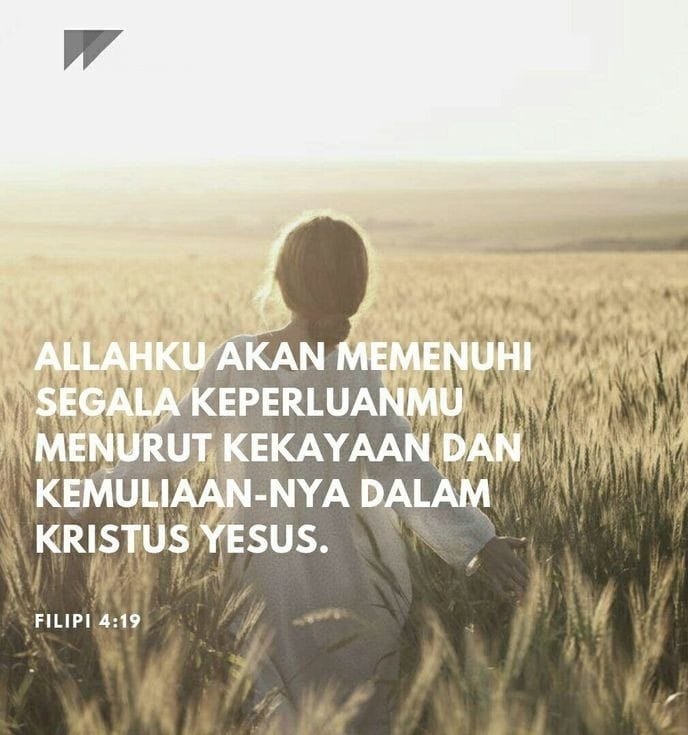 ALLAHKU AKAN MEMENUHI
SEGALA KEPERLUANMU
MENURUT KEKAYAAN DAN
KEMULIAAN-NYA DALAM
KRISTUS YESUS.
FILIPI 4:19